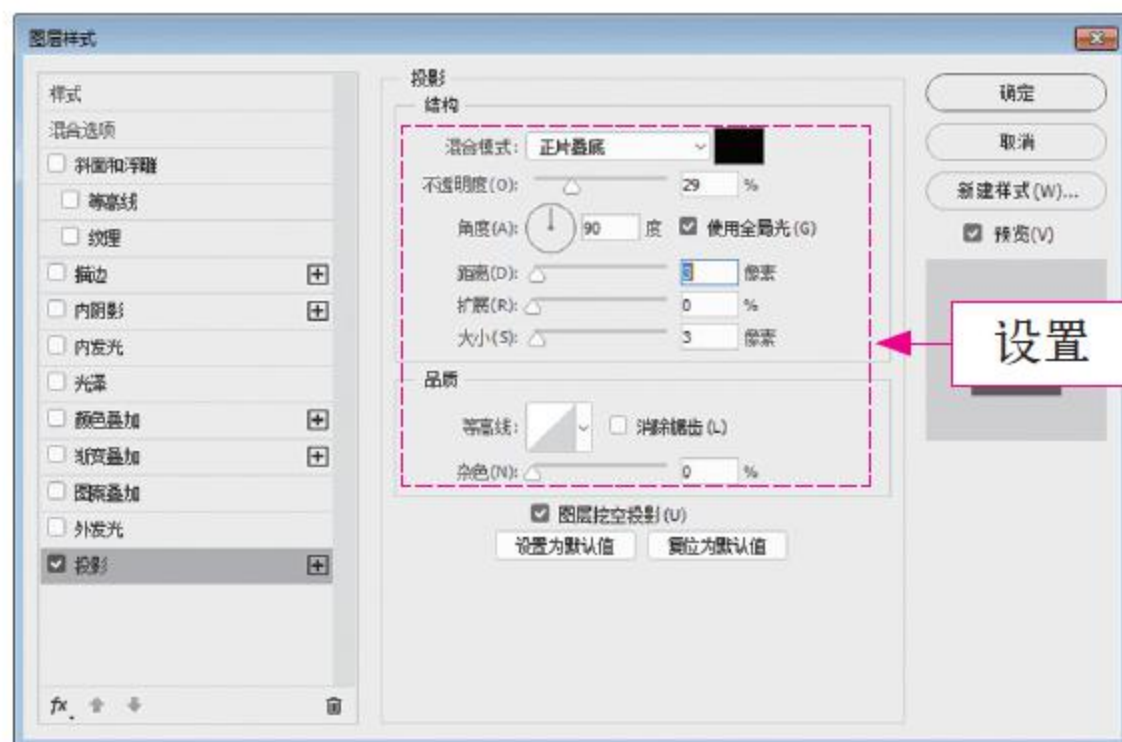 图层样式
样式
混合选项
斜面和浮雕
等高线
纹理
描边
内阴影
内发光
光泽
颜色叠加
渐变叠加
图案叠加
外发光
投影
fx
投影
结构
混合模式: 正片叠底
不透明度(O): 29 %
角度(A): 90 度 使用全局光(G)
距离(D): 3 像素
扩展(R): 0 %
大小(S): 3 像素
品质
等高线: 消除锯齿(L)
杂色(N): 0 %
图层挖空投影(U)
设置为默认值 复位为默认值
确定
取消
新建样式(W)...
预览(V)
设置